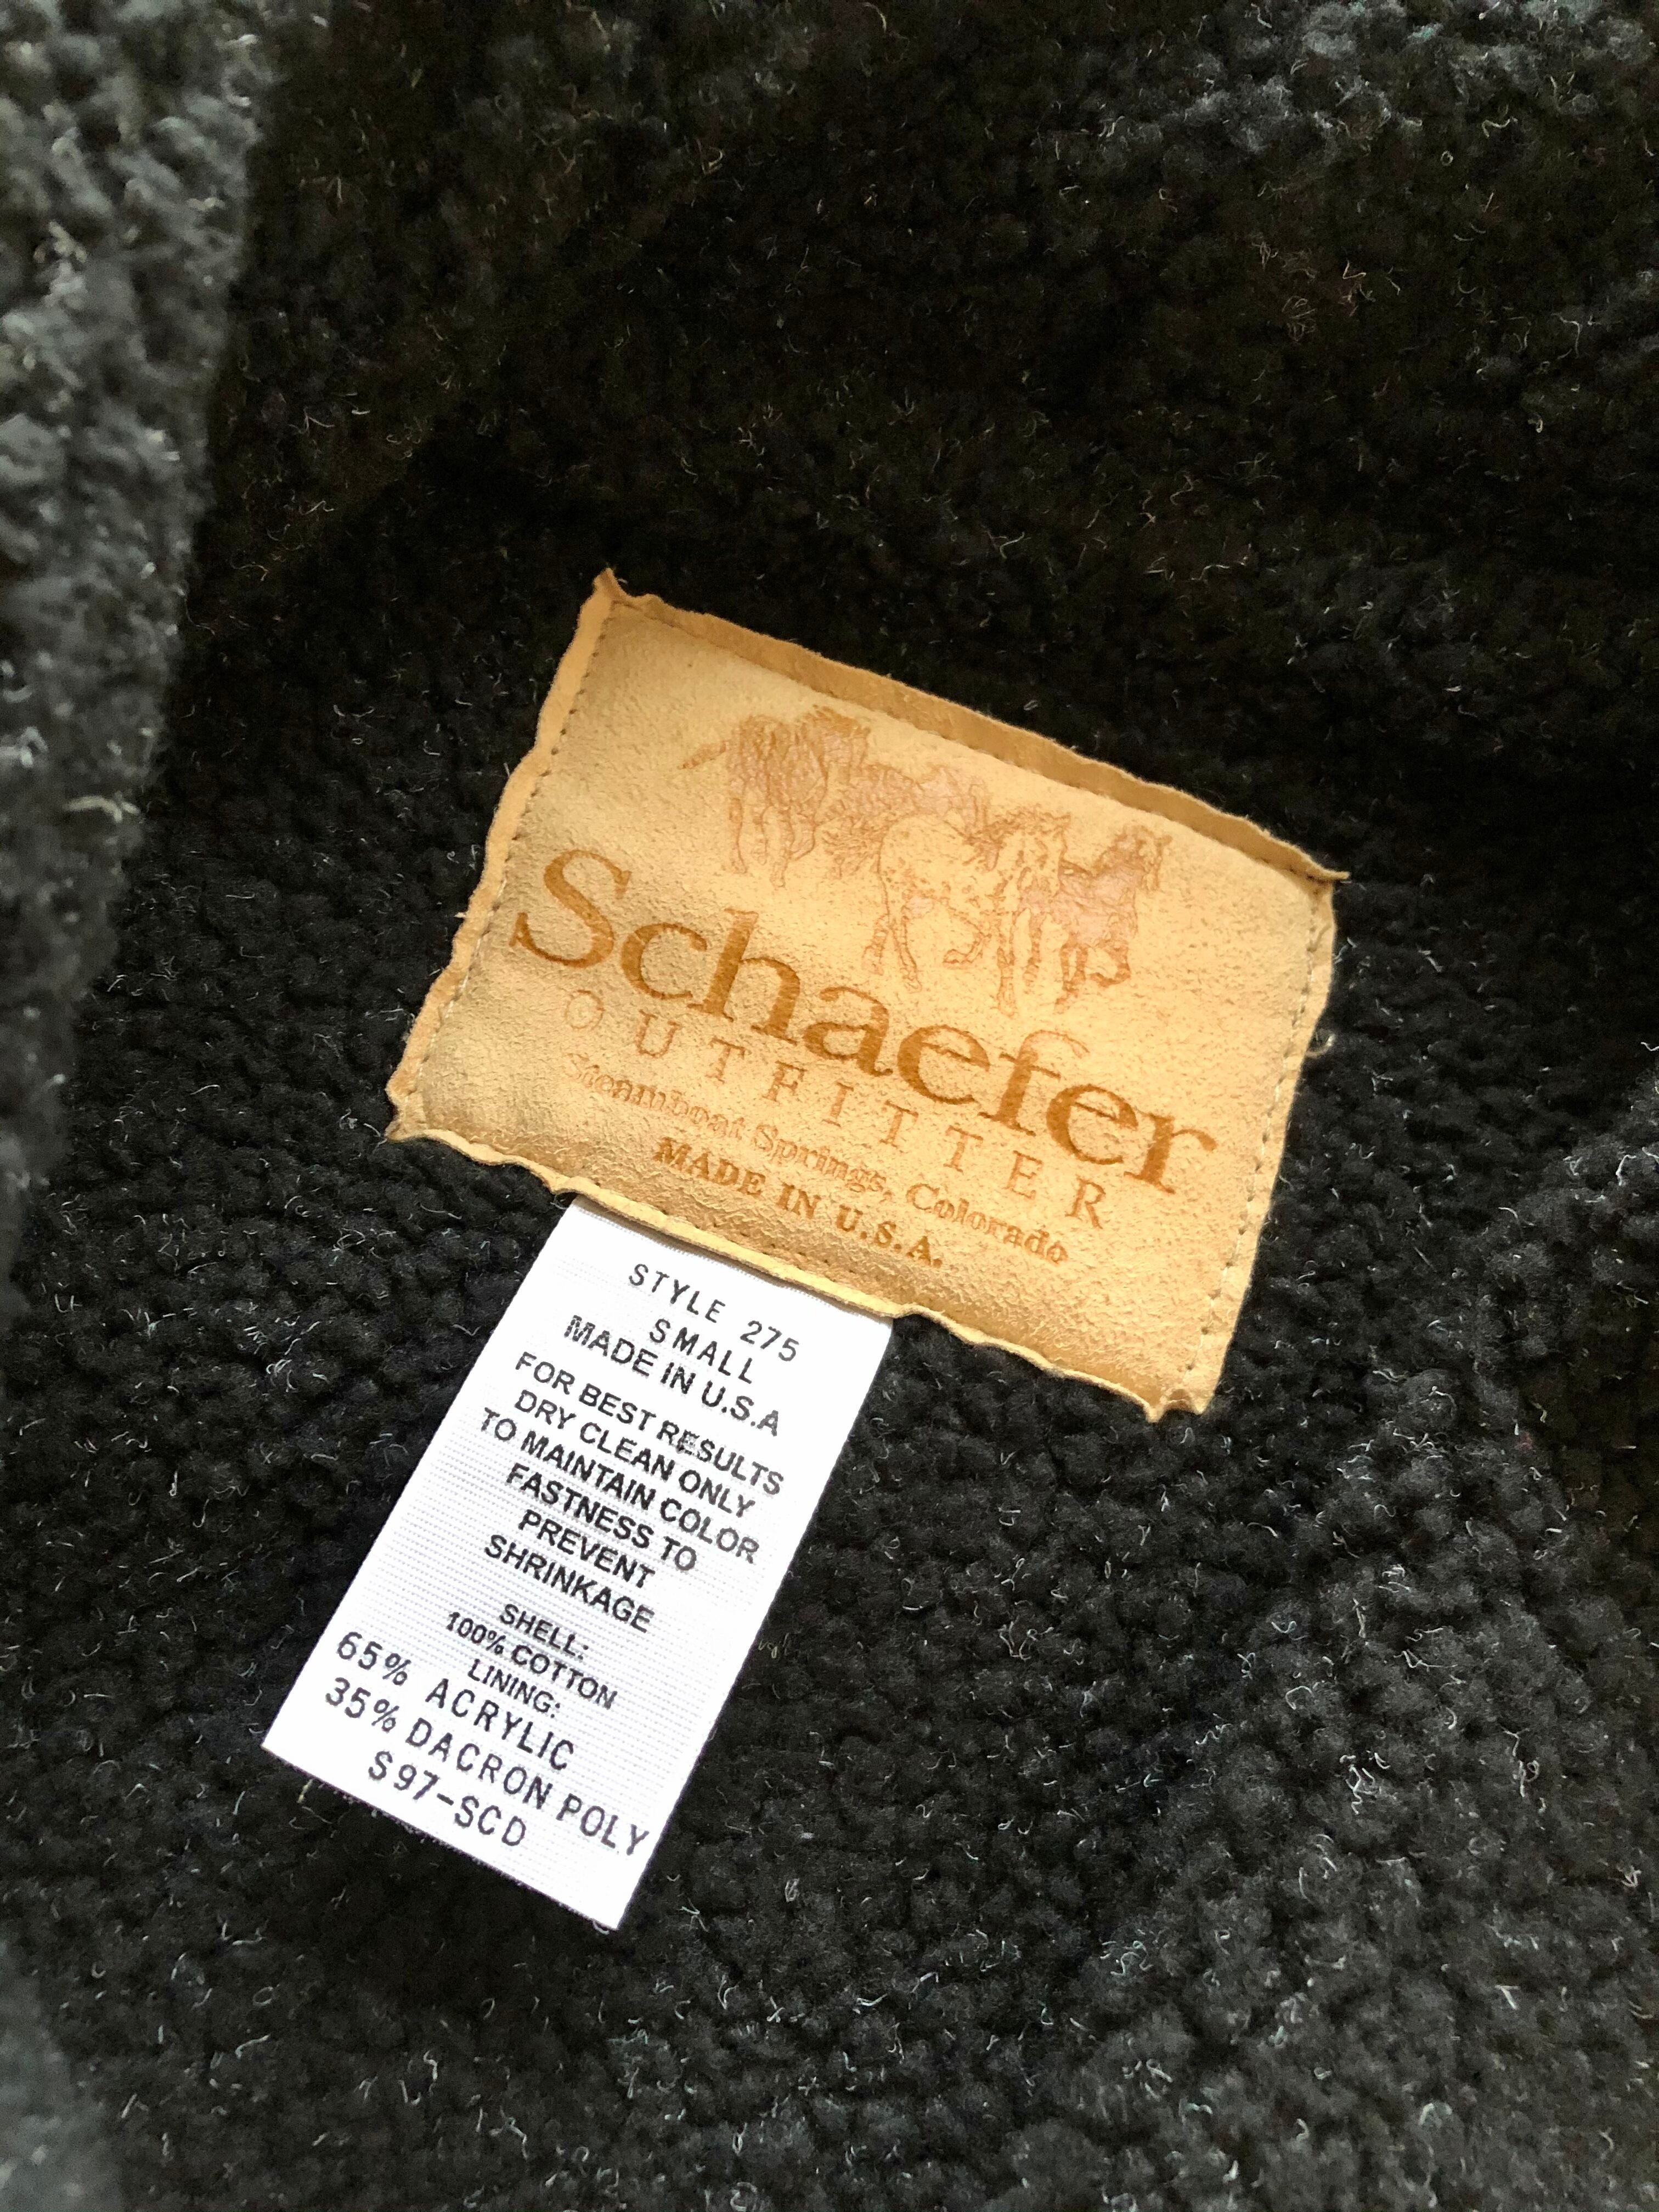 Schaefer
OUTFITTER
Steamboat Springs, Colorado
MADE IN U.S.A.
STYLE 275
SMALL
MADE IN U.S.A
FOR BEST RESULTS
DRY CLEAN ONLY
TO MAINTAIN COLOR
FASTNESS TO
PREVENT
SHRINKAGE
SHELL:
100% COTTON
LINING:
65% ACRYLIC
35% DACRON POLY
S97-SCD